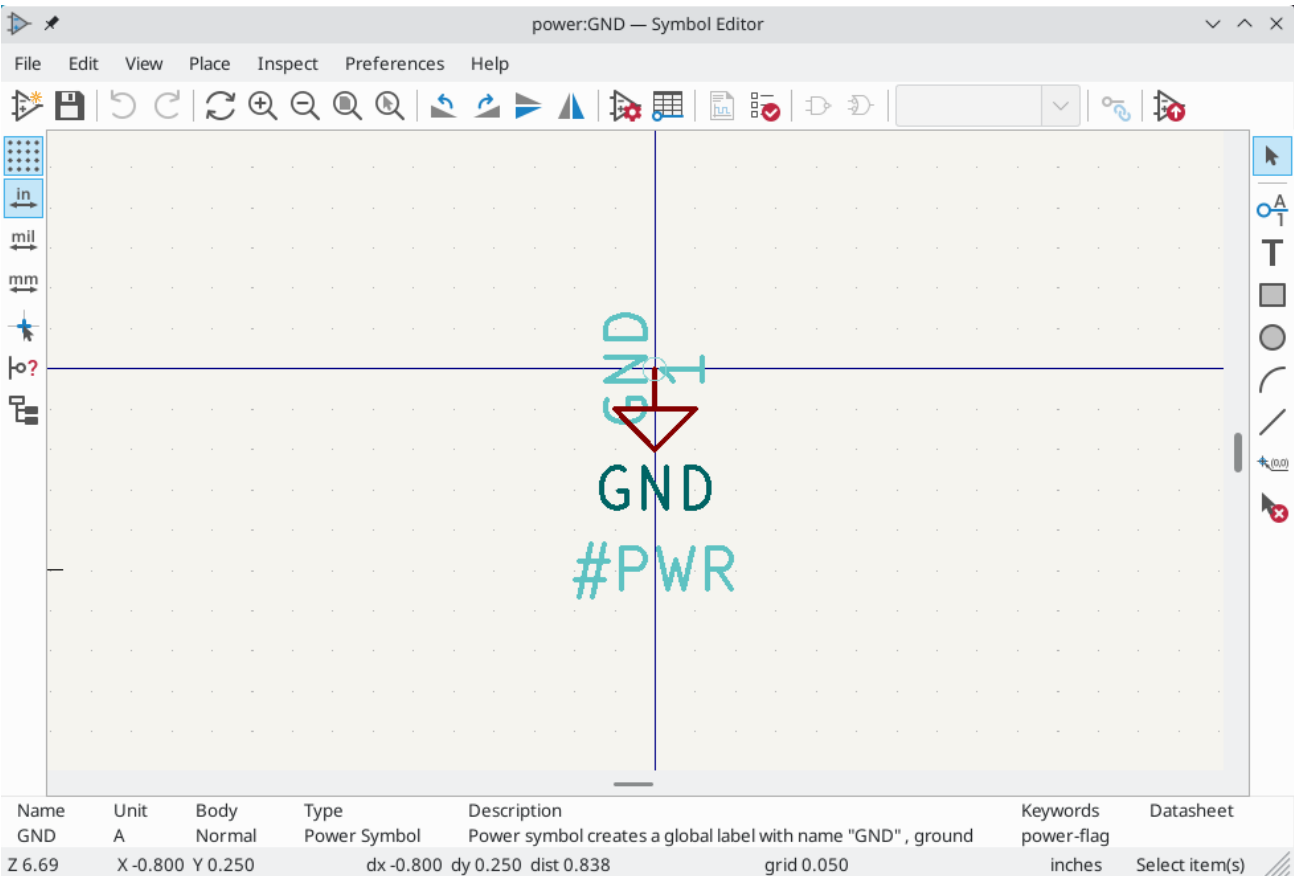 power:GND — Symbol Editor
File Edit View Place Inspect Preferences Help
in
mil
mm
?
A
1
T
(0,0)
GND
1
GND
#PWR
Name Unit Body Type Description Keywords Datasheet
GND A Normal Power Symbol Power symbol creates a global label with name "GND" , ground power-flag
Z 6.69 X -0.800 Y 0.250 dx -0.800 dy 0.250 dist 0.838 grid 0.050 inches Select item(s)